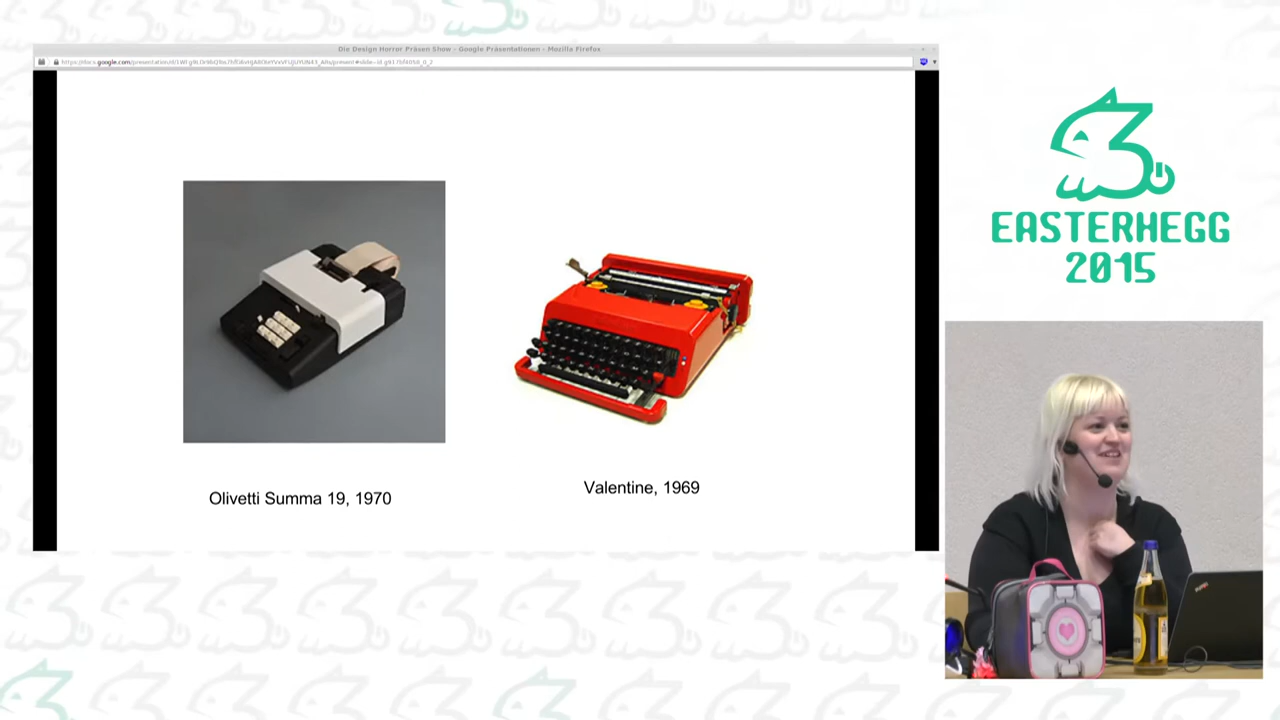 Die Design Horror Präsen Show - Google Präsentationen - Mozilla Firefox
Olivetti Summa 19, 1970
Valentine, 1969
EASTERHEGG
2015